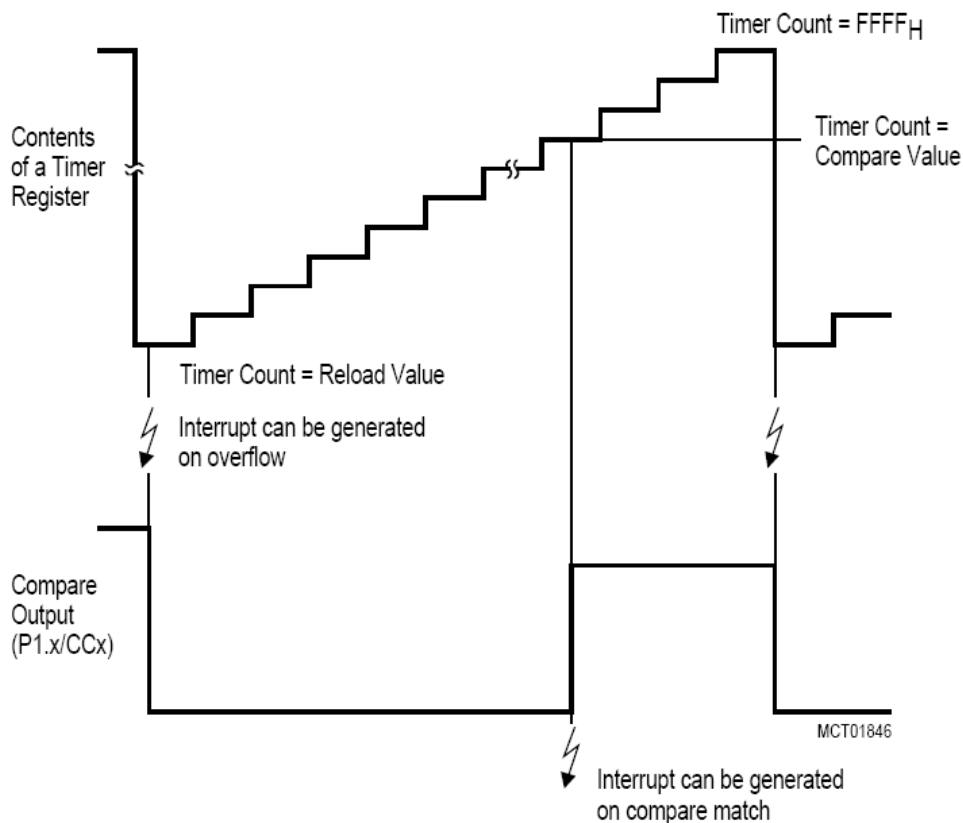 Timer Count = FFFFH
Contents
of a Timer
Register
Timer Count =
Compare Value
Timer Count = Reload Value
Interrupt can be generated
on overflow
Compare
Output
(P1.x/CCx)
MCT01846
Interrupt can be generated
on compare match